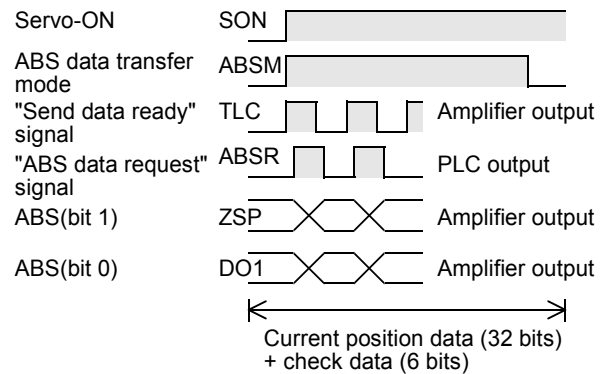 Servo-ON SON
ABS data transfer mode ABSM
"Send data ready" signal TLC Amplifier output
"ABS data request" signal ABSR PLC output
ABS(bit 1) ZSP Amplifier output
ABS(bit 0) DO1 Amplifier output
Current position data (32 bits)
+ check data (6 bits)